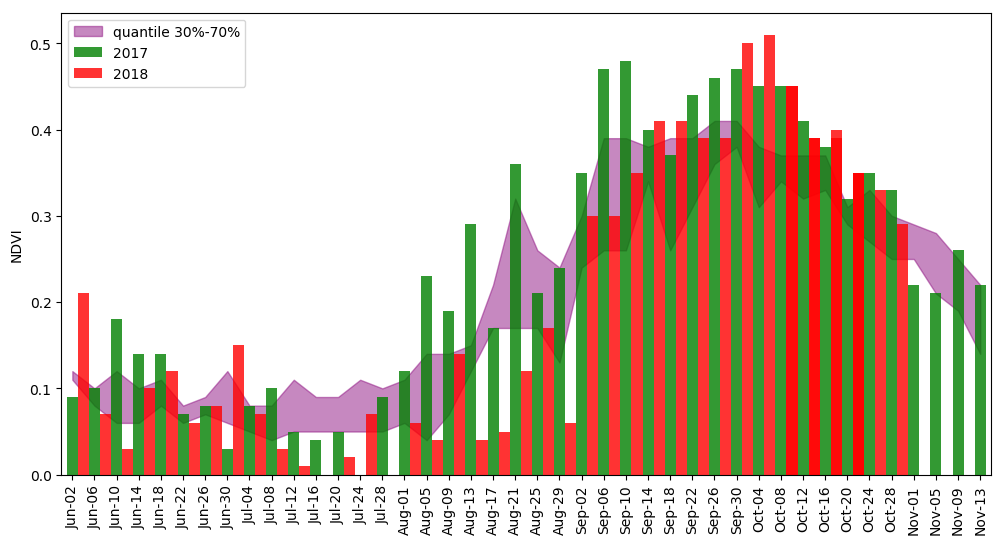 quantile 30%-70%
2017
2018
NDVI
0.5
0.4
0.3
0.2
0.1
0.0
Jun-02
Jun-06
Jun-10
Jun-14
Jun-18
Jun-22
Jun-26
Jun-30
Jul-04
Jul-08
Jul-12
Jul-16
Jul-20
Jul-24
Jul-28
Aug-01
Aug-05
Aug-09
Aug-13
Aug-17
Aug-21
Aug-25
Aug-29
Sep-02
Sep-06
Sep-10
Sep-14
Sep-18
Sep-22
Sep-26
Sep-30
Oct-04
Oct-08
Oct-12
Oct-16
Oct-20
Oct-24
Oct-28
Nov-01
Nov-05
Nov-09
Nov-13